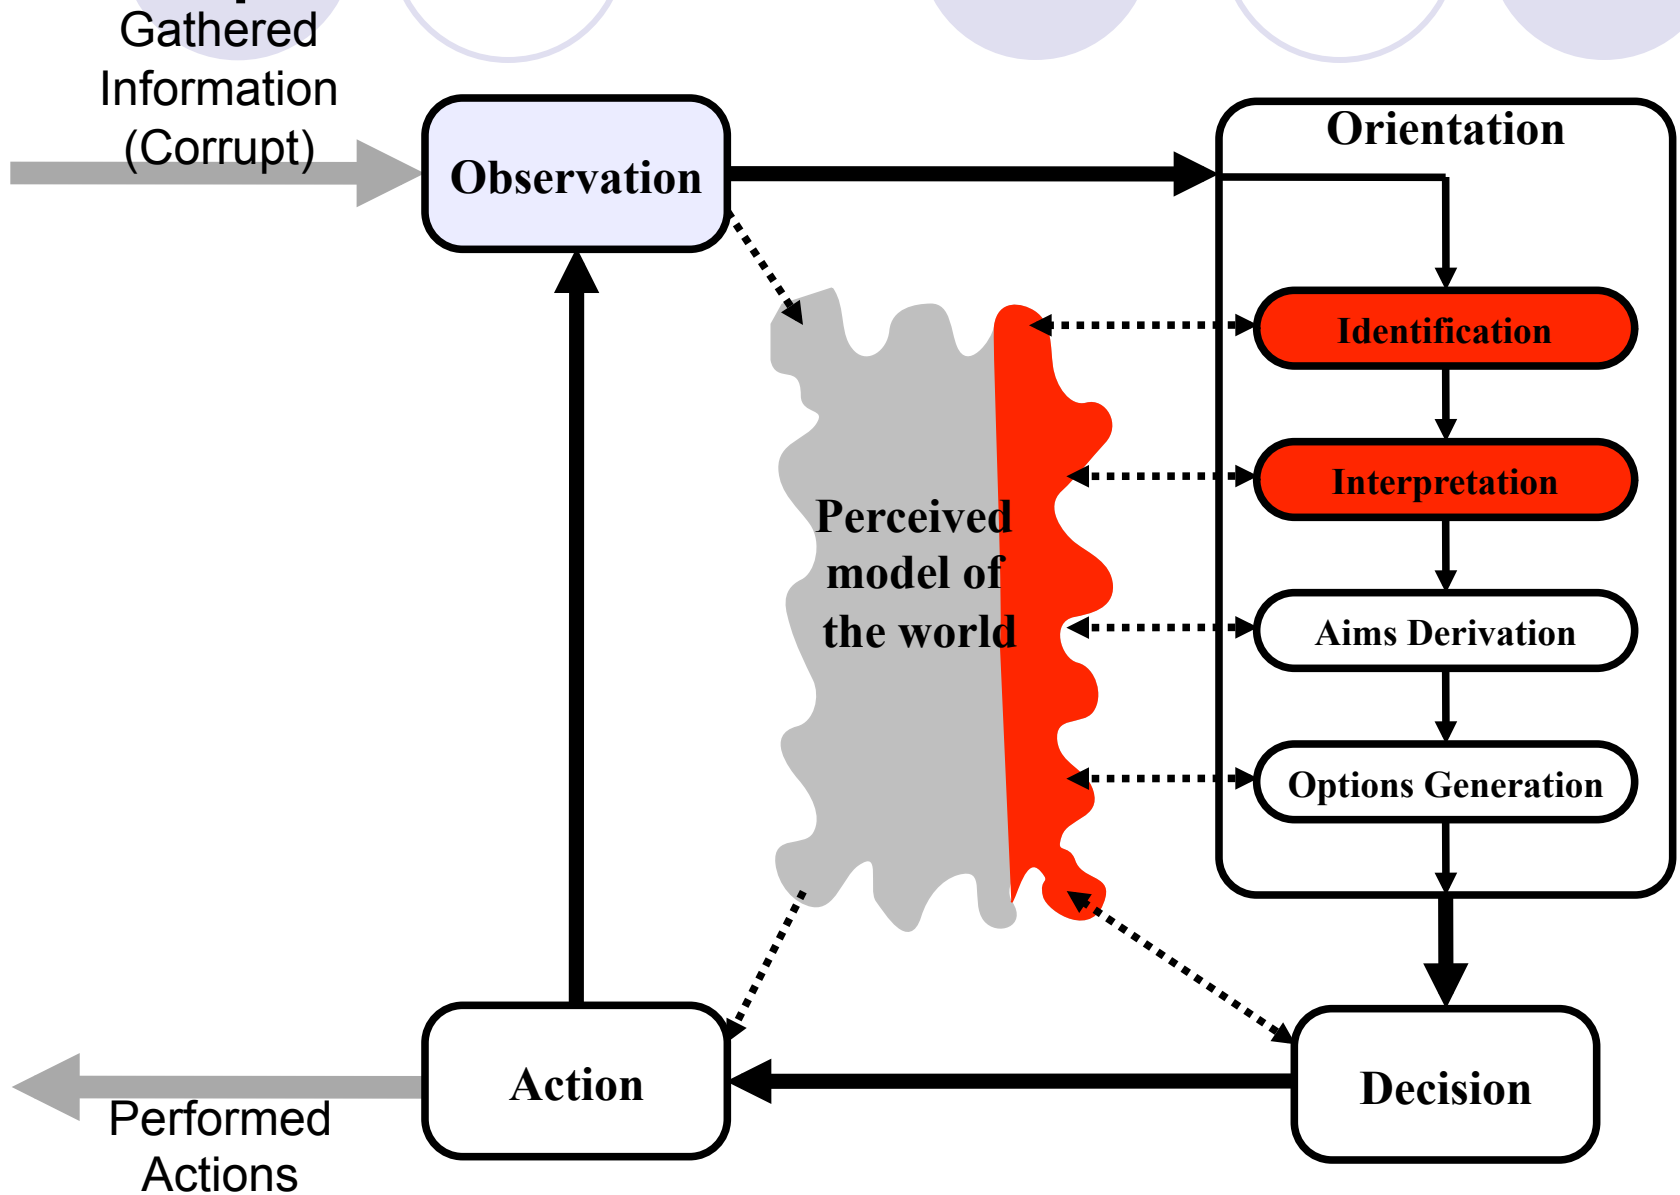 Gathered
Information
(Corrupt)
Observation
Orientation
Identification
Interpretation
Perceived
model of
the world
Aims Derivation
Options Generation
Action
Decision
Performed
Actions